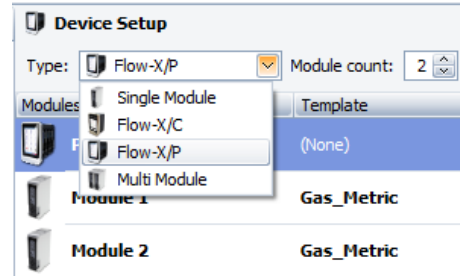 Device Setup
Type: Flow-X/P Module count: 2
Modules Template
Single Module
Flow-X/C
Flow-X/P (None)
Multi Module
Module 1 Gas_Metric
Module 2 Gas_Metric